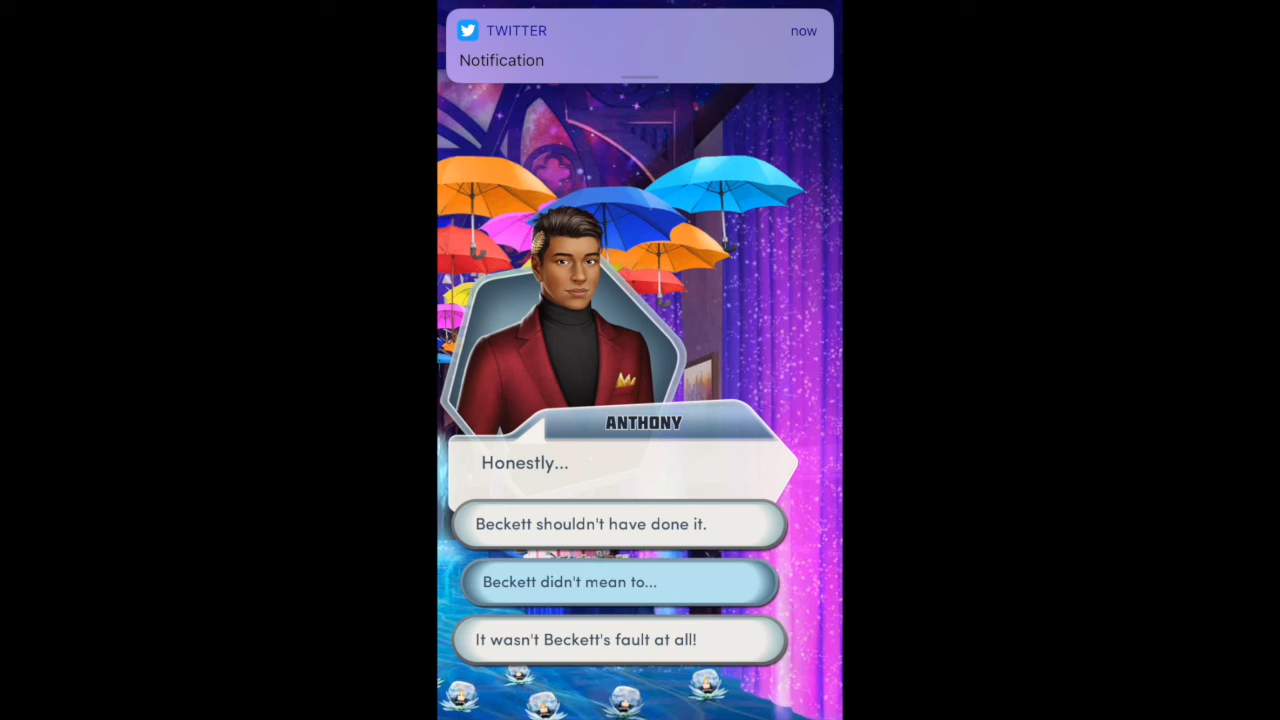 TWITTER
now
Notification
ANTHONY
Honestly...
Beckett shouldn't have done it.
Beckett didn't mean to...
It wasn't Beckett's fault at all!